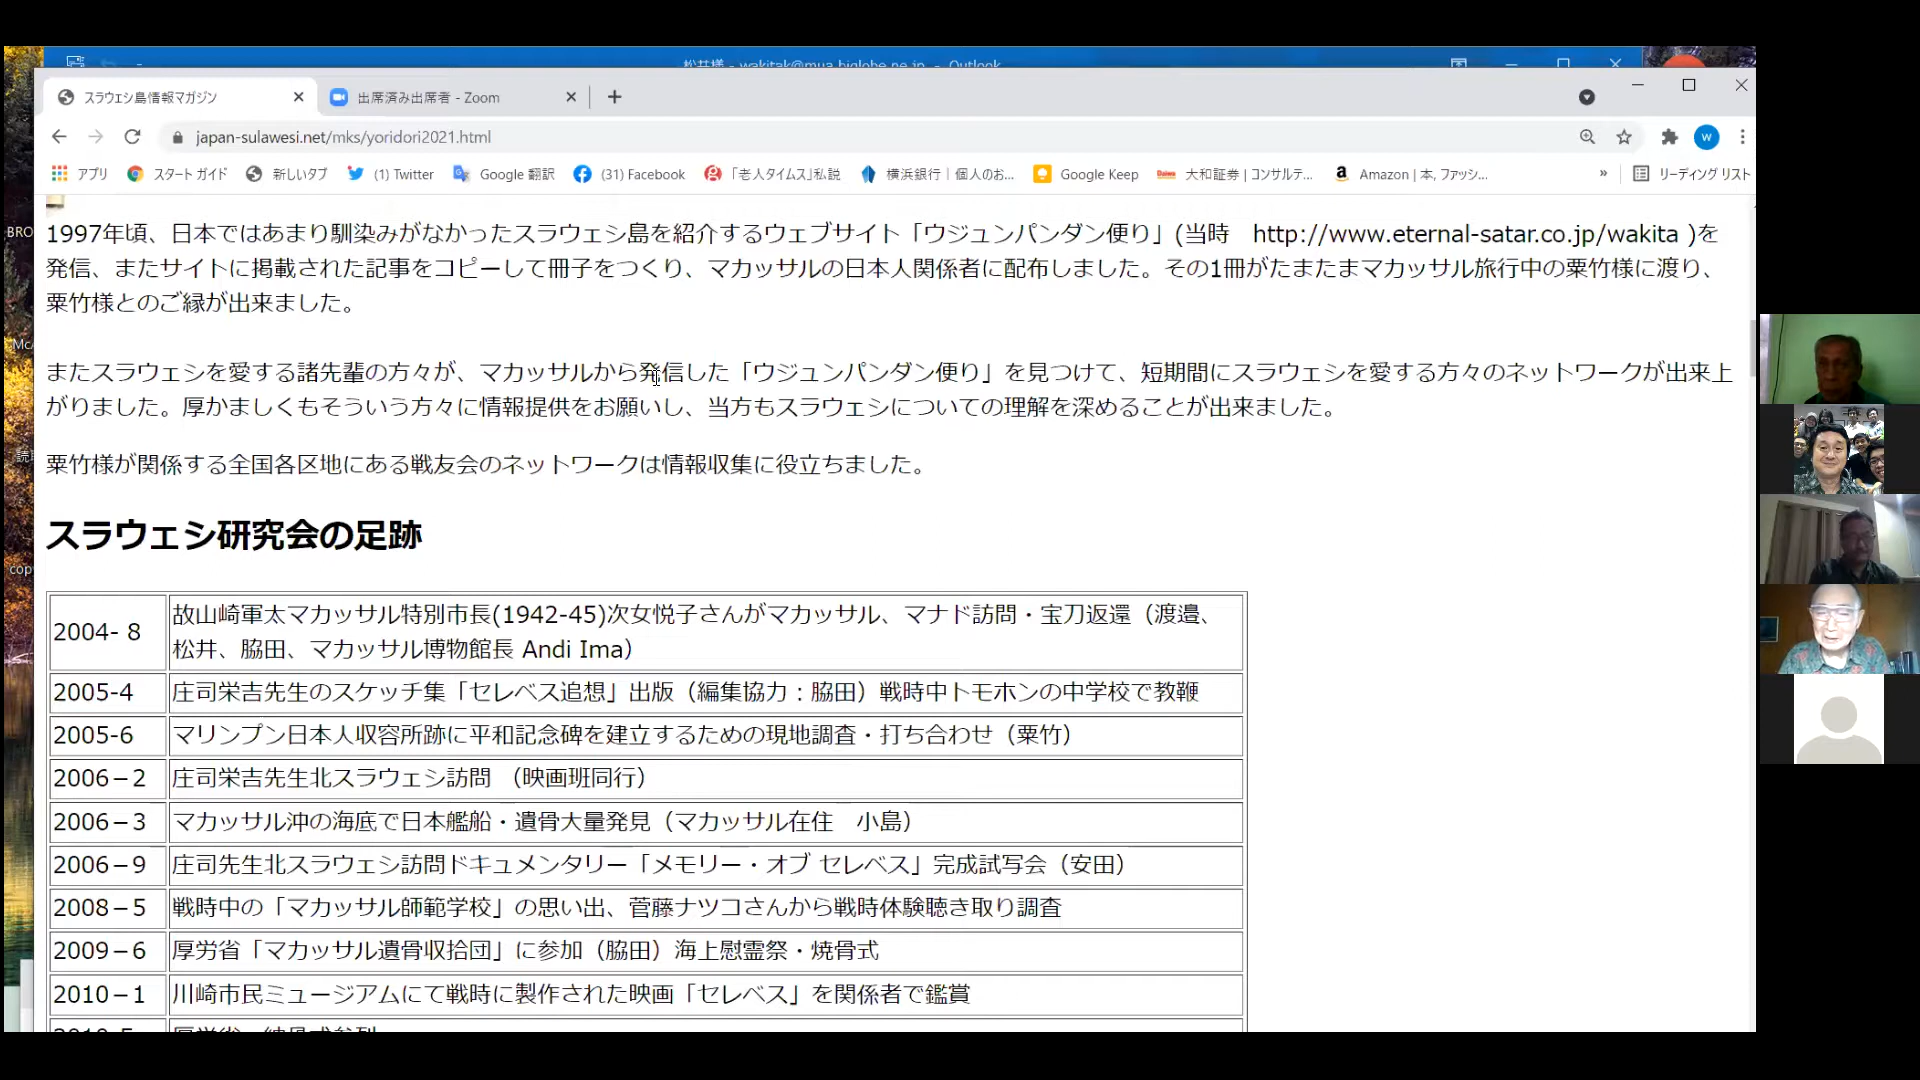 松井様 - wakitak@mua.biglobe.ne.jp - Outlook
スラウェシ島情報マガジン
出席済み出席者 - Zoom
japan-sulawesi.net/mks/yoridori2021.html
W
アプリ スタート ガイド 新しいタブ (1) Twitter Google 翻訳 (31) Facebook 「老人タイムス」私説 横浜銀行｜個人のお... Google Keep 大和証券 | コンサルテ... Amazon | 本, ファッシ... » リーディング リスト
1997年頃、日本ではあまり馴染みがなかったスラウェシ島を紹介するウェブサイト「ウジュンパンダン便り」(当時　http://www.eternal-satar.co.jp/wakita )を
発信、またサイトに掲載された記事をコピーして冊子をつくり、マカッサルの日本人関係者に配布しました。その1冊がたまたまマカッサル旅行中の粟竹様に渡り、
粟竹様とのご縁が出来ました。
またスラウェシを愛する諸先輩の方々が、マカッサルから発信した「ウジュンパンダン便り」を見つけて、短期間にスラウェシを愛する方々のネットワークが出来上
がりました。厚かましくもそういう方々に情報提供をお願いし、当方もスラウェシについての理解を深めることが出来ました。
粟竹様が関係する全国各区地にある戦友会のネットワークは情報収集に役立ちました。
スラウェシ研究会の足跡
2004- 8 故山崎軍太マカッサル特別市長(1942-45)次女悦子さんがマカッサル、マナド訪問・宝刀返還（渡邉、
松井、脇田、マカッサル博物館長 Andi Ima）
2005-4 庄司栄吉先生のスケッチ集「セレベス追想」出版（編集協力：脇田）戦時中トモホンの中学校で教鞭
2005-6 マリンプン日本人収容所跡に平和記念碑を建立するための現地調査・打ち合わせ（粟竹）
2006－2 庄司栄吉先生北スラウェシ訪問 （映画班同行）
2006－3 マカッサル沖の海底で日本艦船・遺骨大量発見（マカッサル在住　小島）
2006－9 庄司先生北スラウェシ訪問ドキュメンタリー「メモリー・オブ セレベス」完成試写会（安田）
2008－5 戦時中の「マカッサル師範学校」の思い出、菅藤ナツコさんから戦時体験聴き取り調査
2009－6 厚労省「マカッサル遺骨収拾団」に参加（脇田）海上慰霊祭・焼骨式
2010－1 川崎市民ミュージアムにて戦時に製作された映画「セレベス」を関係者で鑑賞
BRO
McA
cop